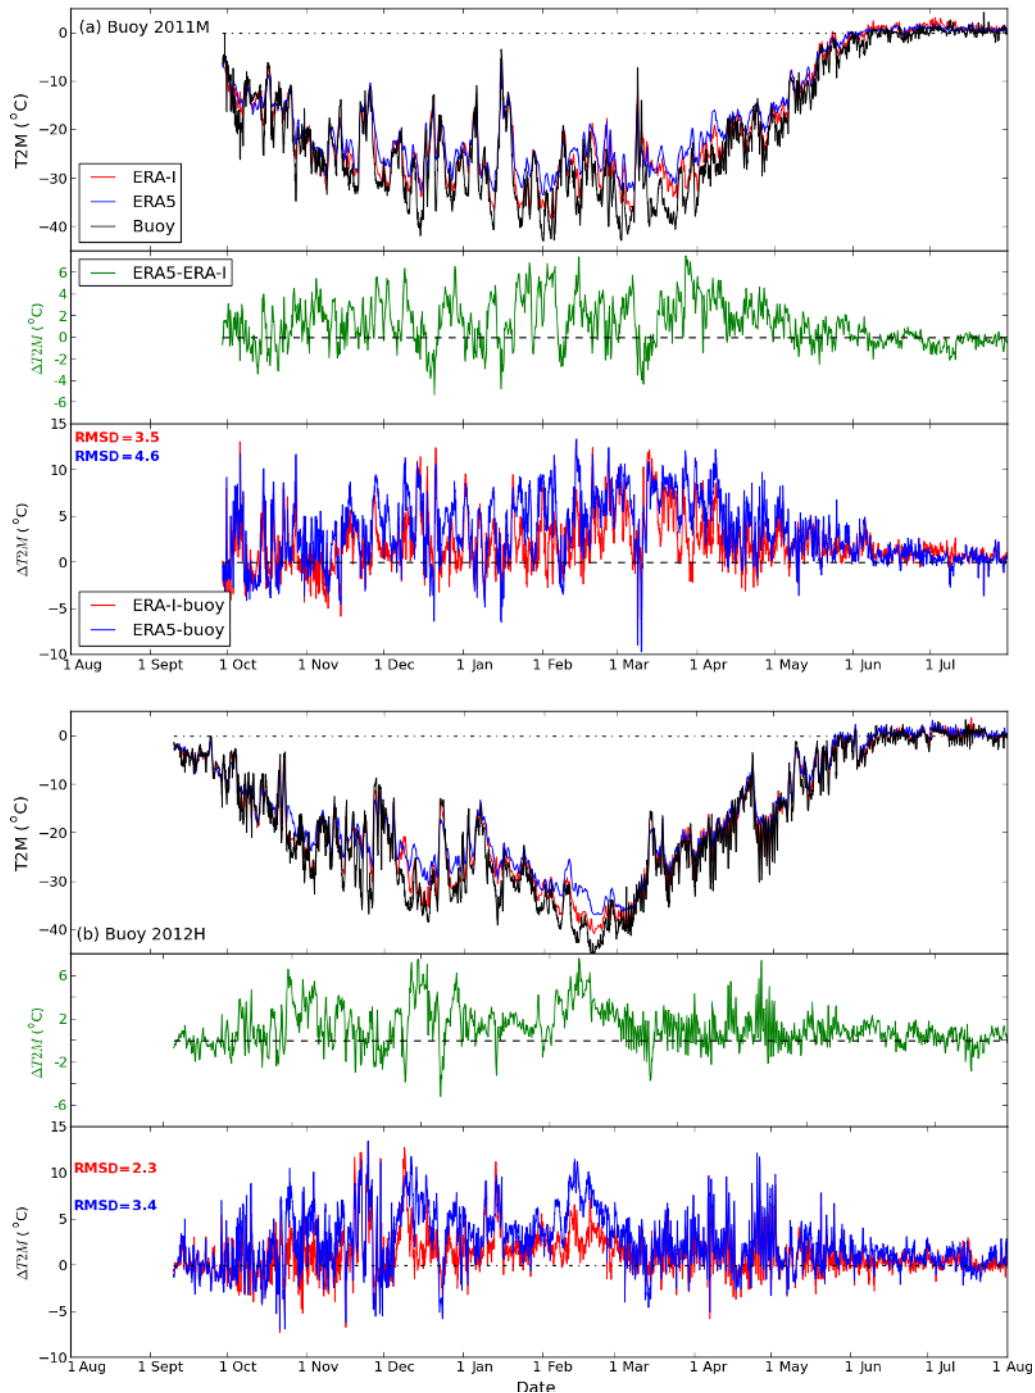 (a) Buoy 2011M
0
−10
−20
−30
−40
T2M (°C)
ERA-I
ERA5
Buoy
ERA5-ERA-I
6
4
2
0
-2
-4
-6
ΔT2M (°C)
15
10
5
0
−5
−10
ΔT2M (°C)
RMSD=3.5
RMSD=4.6
ERA-I-buoy
ERA5-buoy
1 Aug 1 Sept 1 Oct 1 Nov 1 Dec 1 Jan 1 Feb 1 Mar 1 Apr 1 May 1 Jun 1 Jul
0
−10
−20
−30
−40
T2M (°C)
(b) Buoy 2012H
6
2
-2
-6
ΔT2M (°C)
15
10
5
0
−5
−10
ΔT2M (°C)
RMSD=2.3
RMSD=3.4
1 Aug 1 Sept 1 Oct 1 Nov 1 Dec 1 Jan 1 Feb 1 Mar 1 Apr 1 May 1 Jun 1 Jul 1 Aug
Date